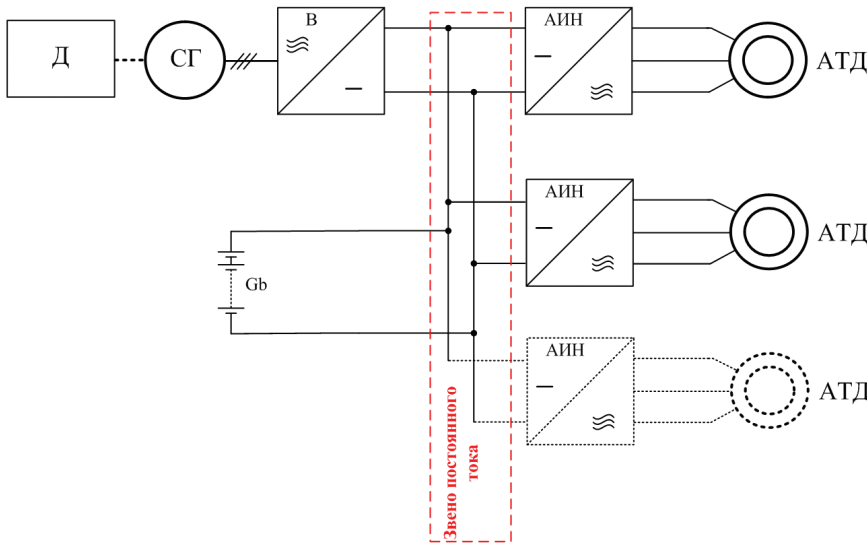 Д
СГ
В
АИН
АТД
АИН
АТД
Gb
АИН
АТД
Звено постоянного
тока